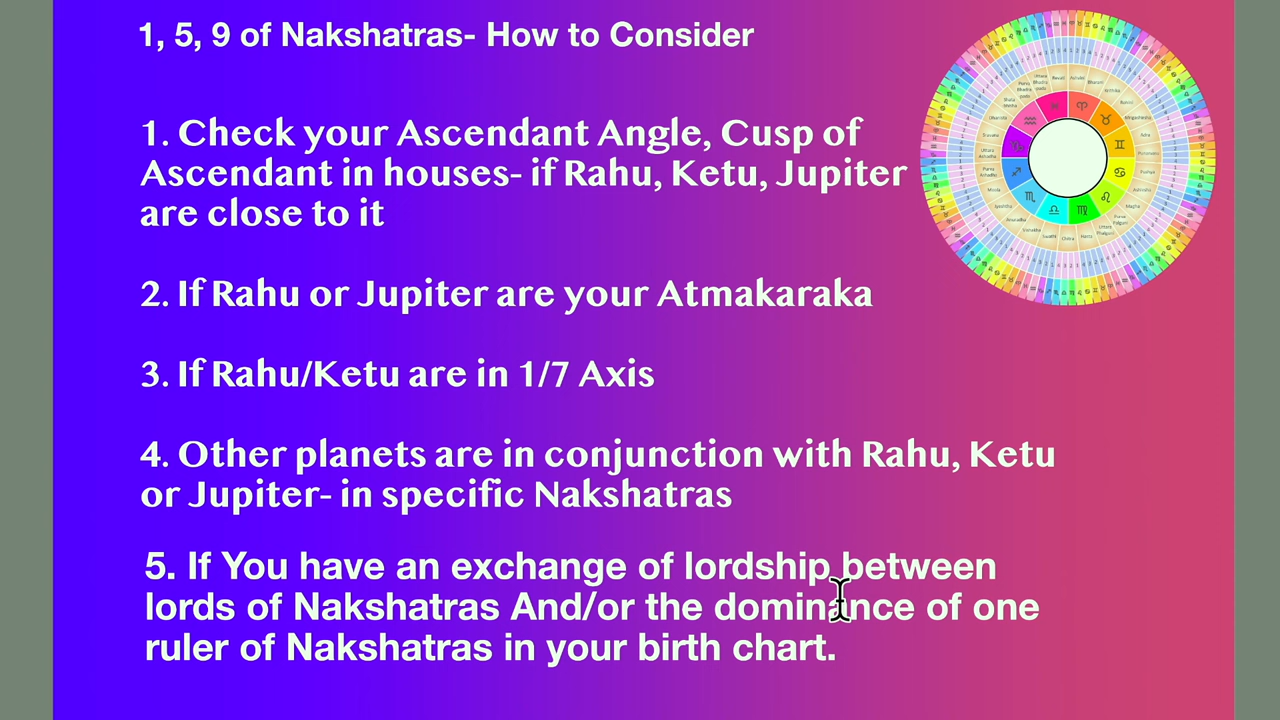 1, 5, 9 of Nakshatras- How to Consider
1. Check your Ascendant Angle, Cusp of
Ascendant in houses- if Rahu, Ketu, Jupiter
are close to it
2. If Rahu or Jupiter are your Atmakaraka
3. If Rahu/Ketu are in 1/7 Axis
4. Other planets are in conjunction with Rahu, Ketu
or Jupiter- in specific Nakshatras
5. If You have an exchange of lordship between
lords of Nakshatras And/or the dominance of one
ruler of Nakshatras in your birth chart.